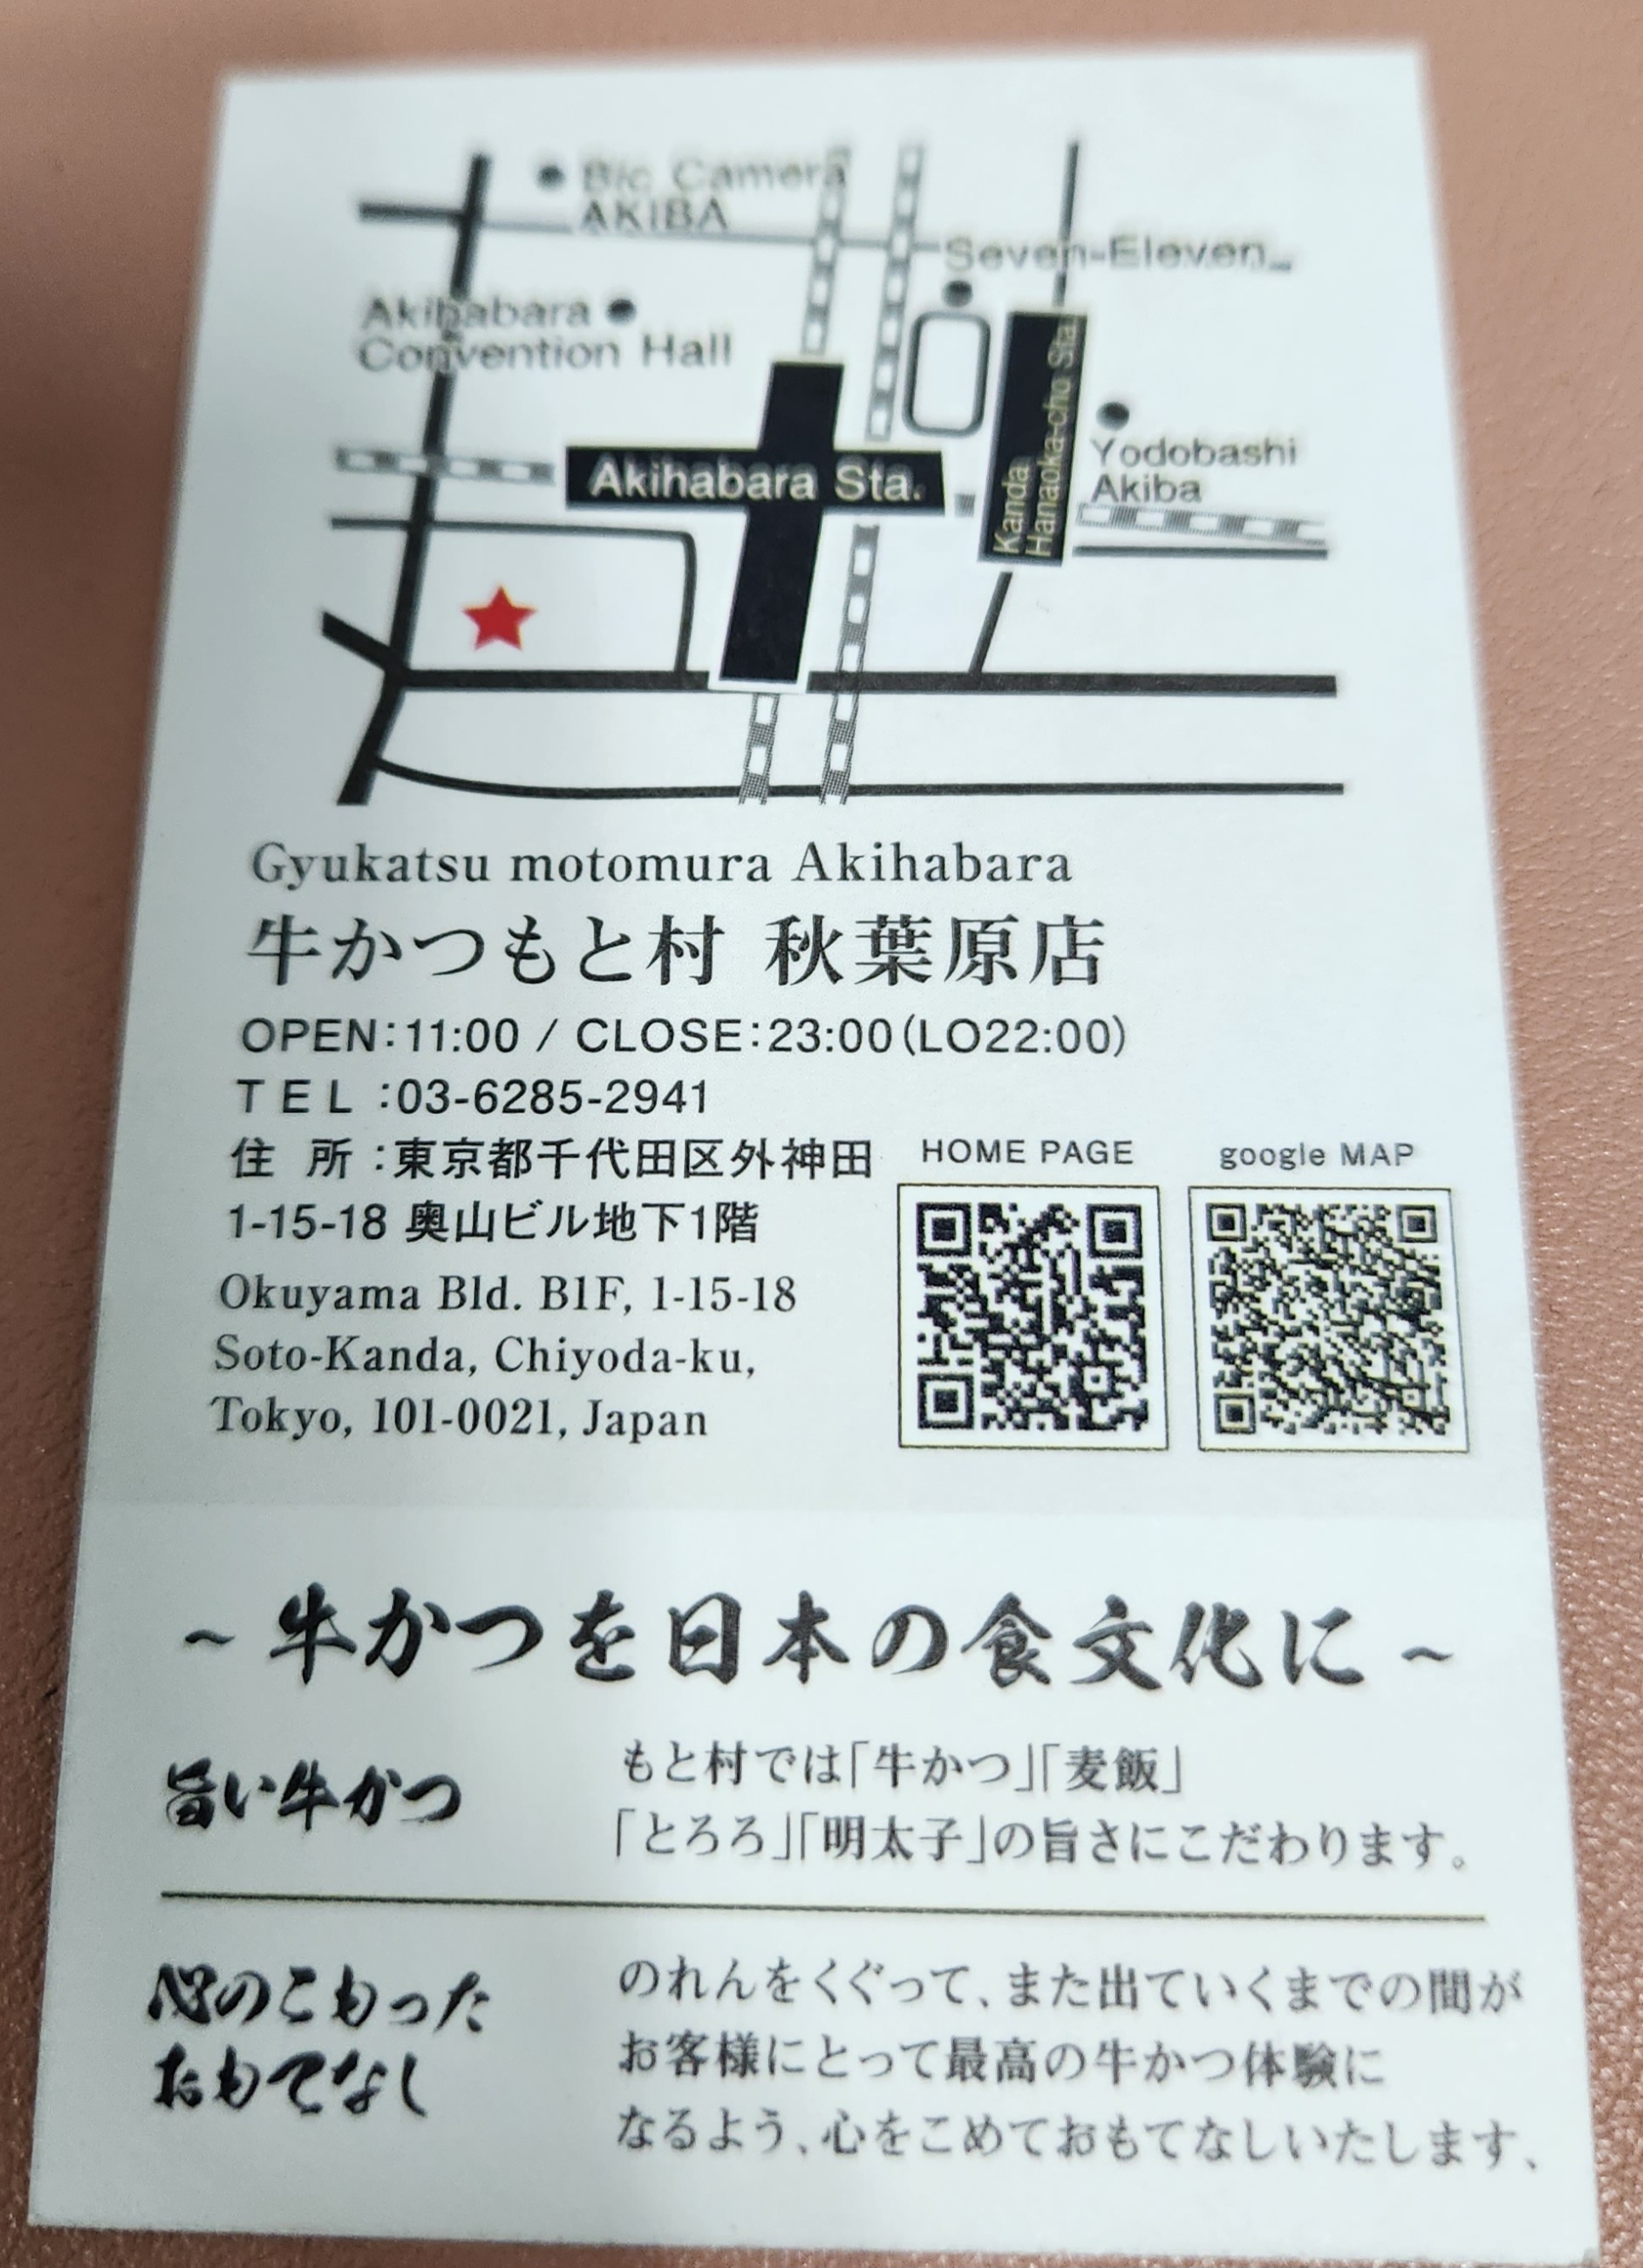 Bic Camera
AKIBA
Seven-Eleven
Akihabara
Convention Hall
Akihabara Sta.
Kanda
Hanaoka-cho Sta.
Yodobashi
Akiba
Gyukatsu motomura Akihabara
牛かつもと村 秋葉原店
OPEN:11:00 / CLOSE:23:00(LO22:00)
TEL:03-6285-2941
住 所:東京都千代田区外神田
1-15-18 奥山ビル地下1階
Okuyama Bld. B1F, 1-15-18
Soto-Kanda, Chiyoda-ku,
Tokyo, 101-0021, Japan
HOME PAGE
google MAP
~ 牛かつを日本の食文化に ~
旨い牛かつ
もと村では「牛かつ」「麦飯」
「とろろ」「明太子」の旨さにこだわります。
心のこもった
おもてなし
のれんをくぐって、また出ていくまでの間が
お客様にとって最高の牛かつ体験に
なるよう、心をこめておもてなしいたします、